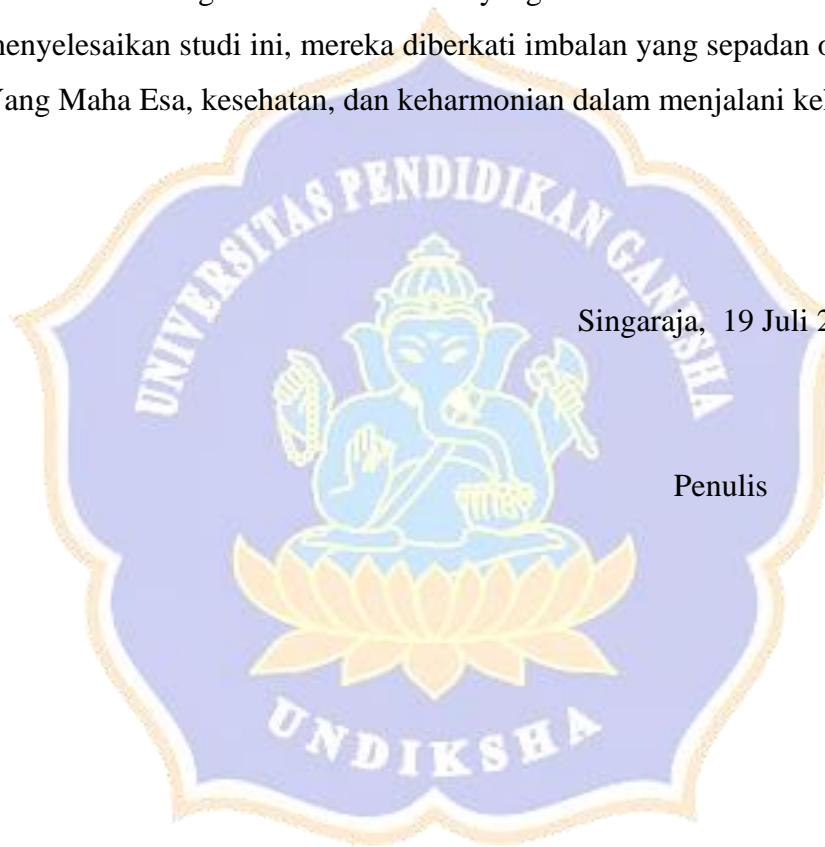 menyelesaikan studi ini, mereka diberkati imbalan yang sepadan
Yang Maha Esa, kesehatan, dan keharmonian dalam menjalani
UNIVERSITAS PENDIDIKAN GANESHA
Singaraja, 19 Juli 2
Penulis
UNDIKSHA